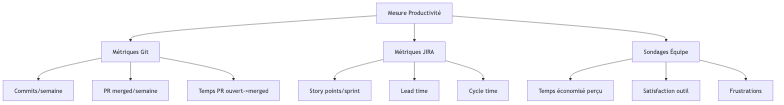 Mesure Productivité
Métriques Git
Métriques JIRA
Sondages Équipe
Commits/semaine
PR merged/semaine
Temps PR ouvert->merged
Story points/sprint
Lead time
Cycle time
Temps économisé perçu
Satisfaction outil
Frustrations